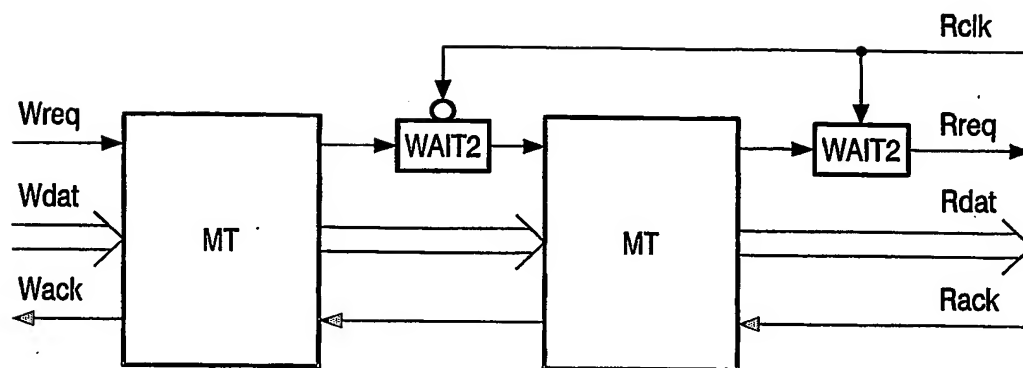 Rclk
Wreq
WAIT2
WAIT2
Rreq
Wdat
MT
MT
Rdat
Wack
Rack